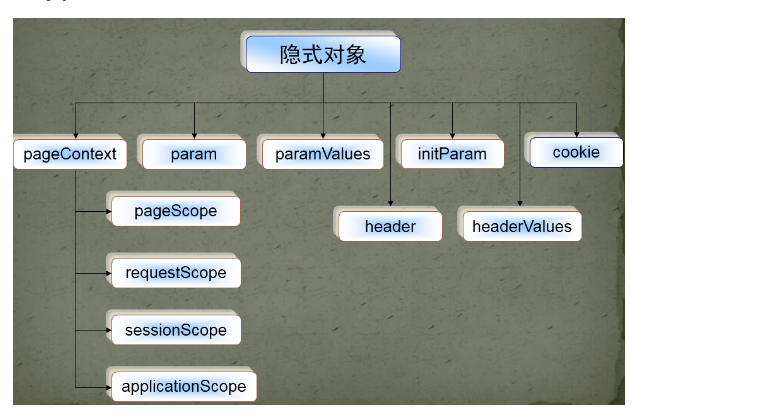 隐式对象
pageContext
param
paramValues
initParam
cookie
header
headerValues
pageScope
requestScope
sessionScope
applicationScope